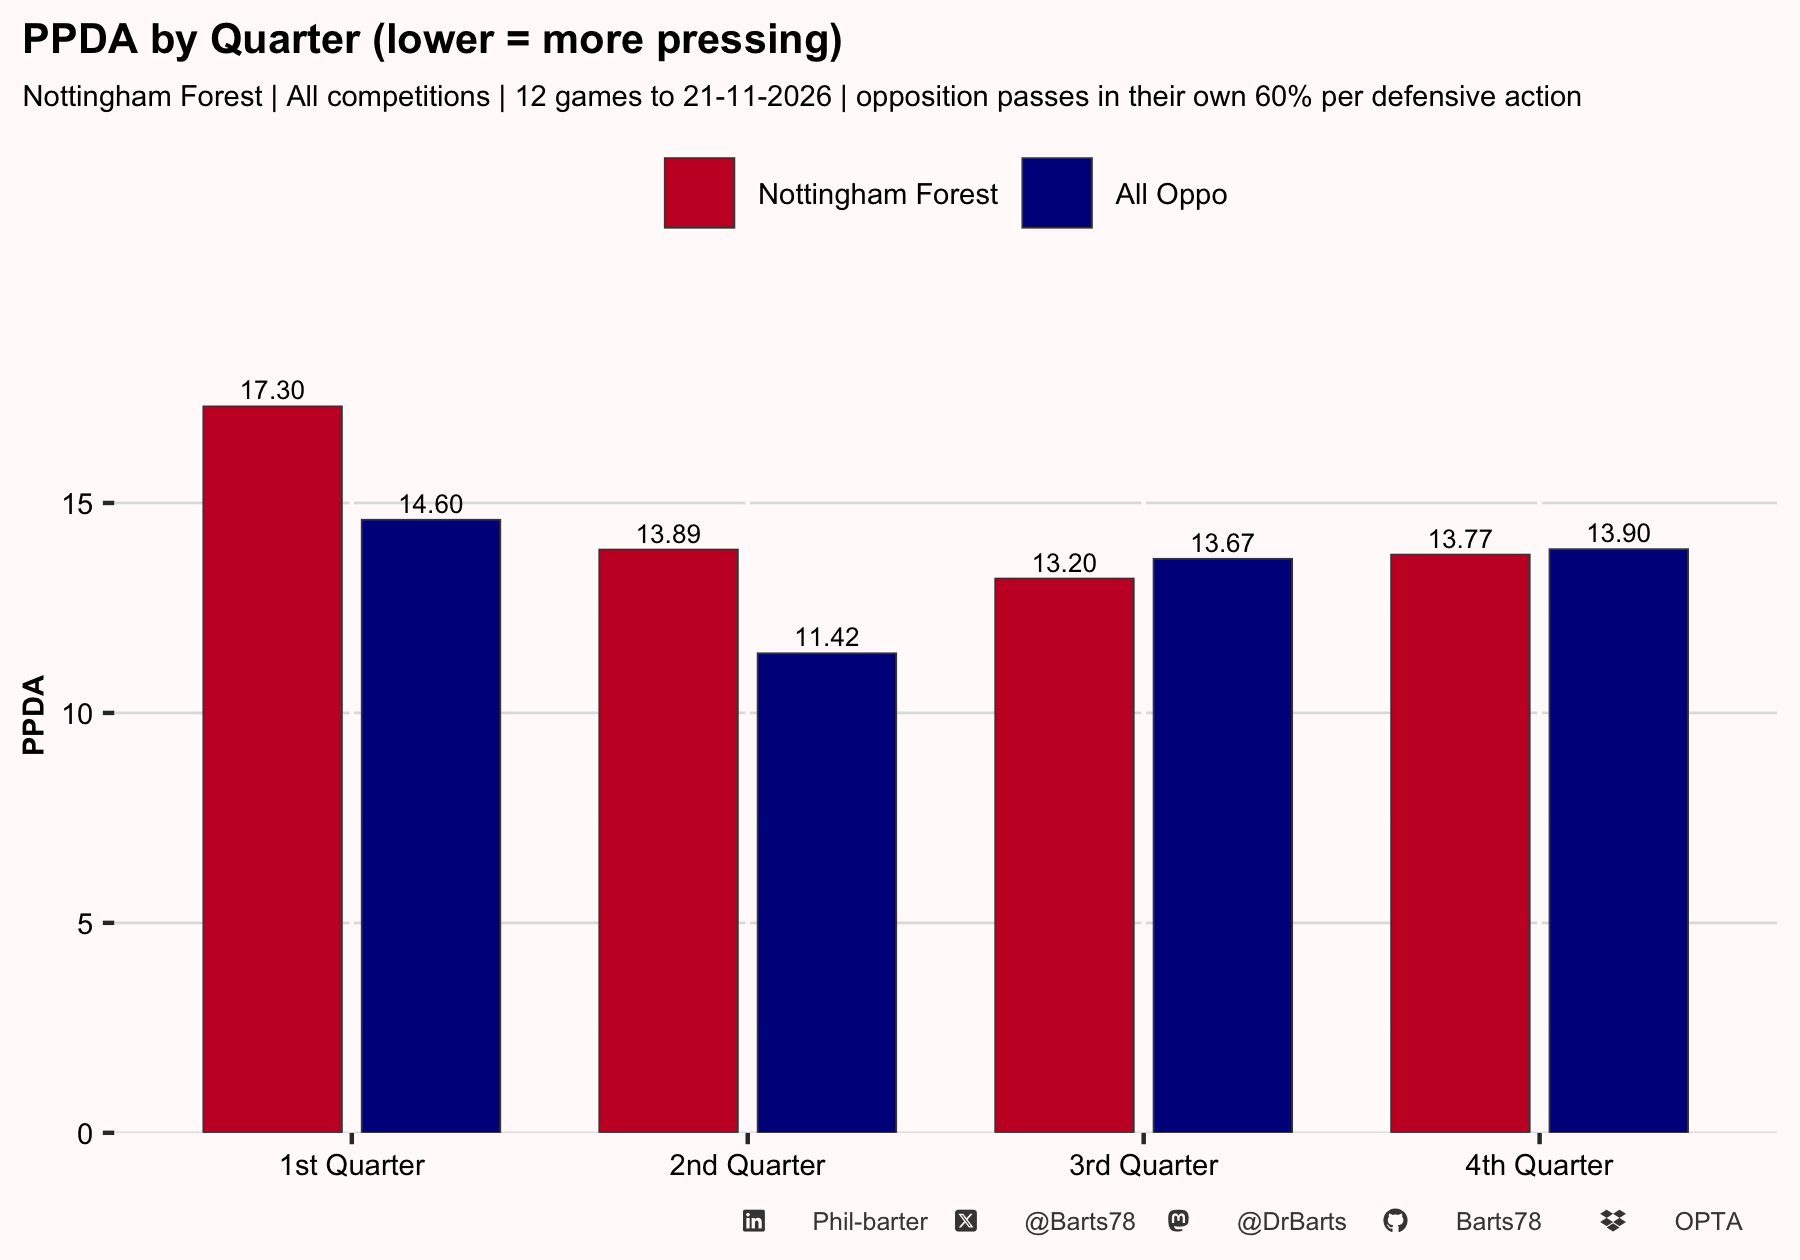 PPDA by Quarter (lower = more pressing)
Nottingham Forest | All competitions | 12 games to 21-11-2026 | opposition passes in their own 60% per defensive action
Nottingham Forest All Oppo
17.30
14.60
13.89
11.42
13.20
13.67
13.77
13.90
15
10
5
0
PPDA
1st Quarter 2nd Quarter 3rd Quarter 4th Quarter
Phil-barter @Barts78 @DrBarts Barts78 OPTA